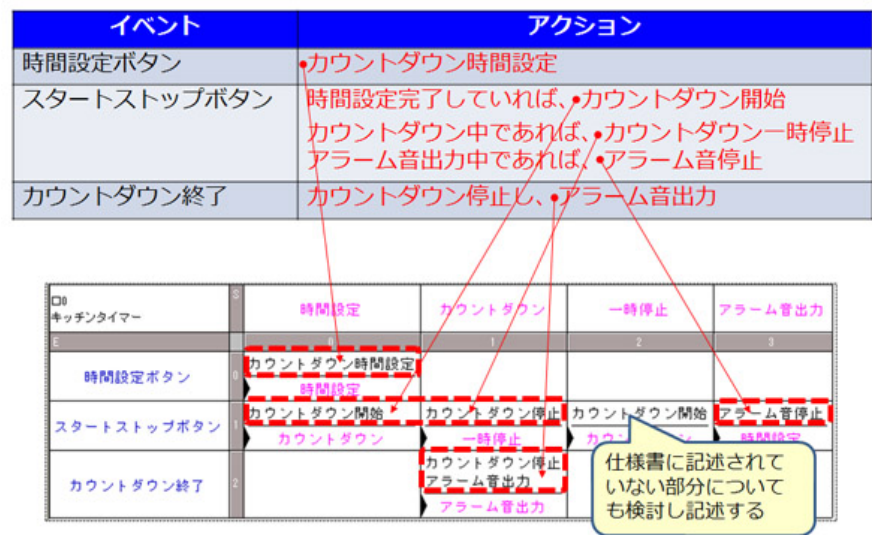 イベント
アクション
時間設定ボタン
カウントダウン時間設定
スタートストップボタン
時間設定完了していれば、カウントダウン開始
カウントダウン中であれば、カウントダウン一時停止
アラーム音出力中であれば、アラーム音停止
カウントダウン終了
カウントダウン停止し、アラーム音出力
□0
キッチンタイマー
S
時間設定
カウントダウン
一時停止
アラーム音出力
E
0
1
2
3
時間設定ボタン
0
カウントダウン時間設定
時間設定
スタートストップボタン
1
カウントダウン開始
カウントダウン停止
カウントダウン開始
アラーム音停止
カウントダウン
一時停止
時間設定
カウントダウン終了
2
カウントダウン停止
アラーム音出力
アラーム音出力
仕様書に記述されて
いない部分について
も検討し記述する